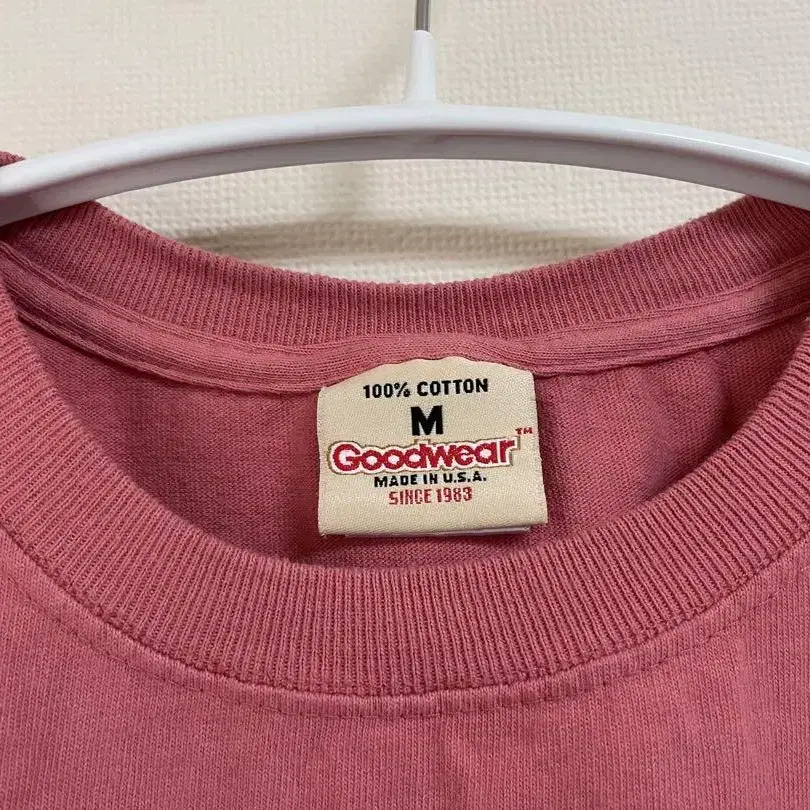 100% COTTON
M
Goodwear™
MADE IN U.S.A.
SINCE 1983